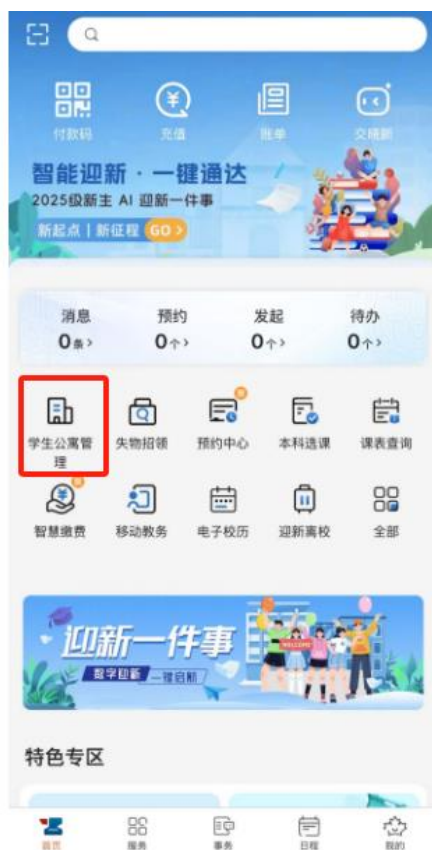 付款码
充值
账单
交晓新
智能迎新·一键通达
2025级新主 AI 迎新一件事
新起点 | 新征程 GO >
消息
预约
发起
待办
0条>
0个>
0个>
0个>
学生公寓管理
失物招领
预约中心
本科选课
课表查询
智慧缴费
移动教务
电子校历
迎新离校
全部
迎新一件事
数字迎新 一键启航
WELCOME
特色专区
首页
服务
事务
日程
我的